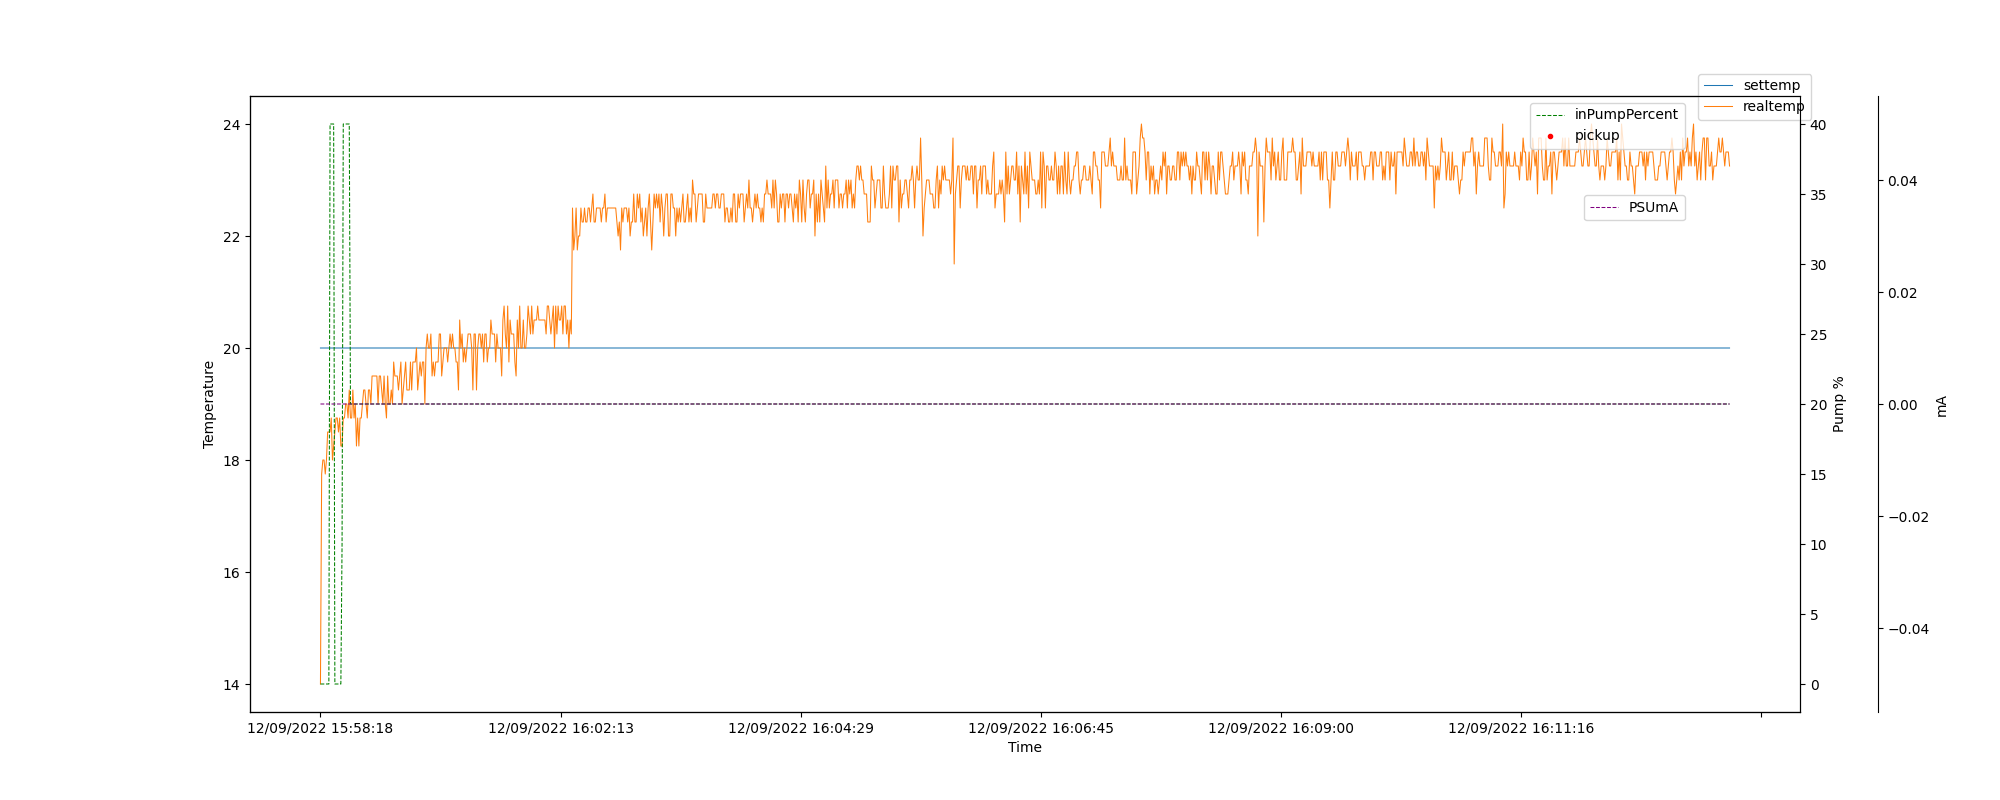 settemp
realtemp
inPumpPercent
pickup
PSUmA
24
22
20
18
16
14
Temperature
40
35
30
25
20
15
10
5
0
Pump %
0.04
0.02
0.00
−0.02
−0.04
mA
12/09/2022 15:58:18
12/09/2022 16:02:13
12/09/2022 16:04:29
12/09/2022 16:06:45
12/09/2022 16:09:00
12/09/2022 16:11:16
Time